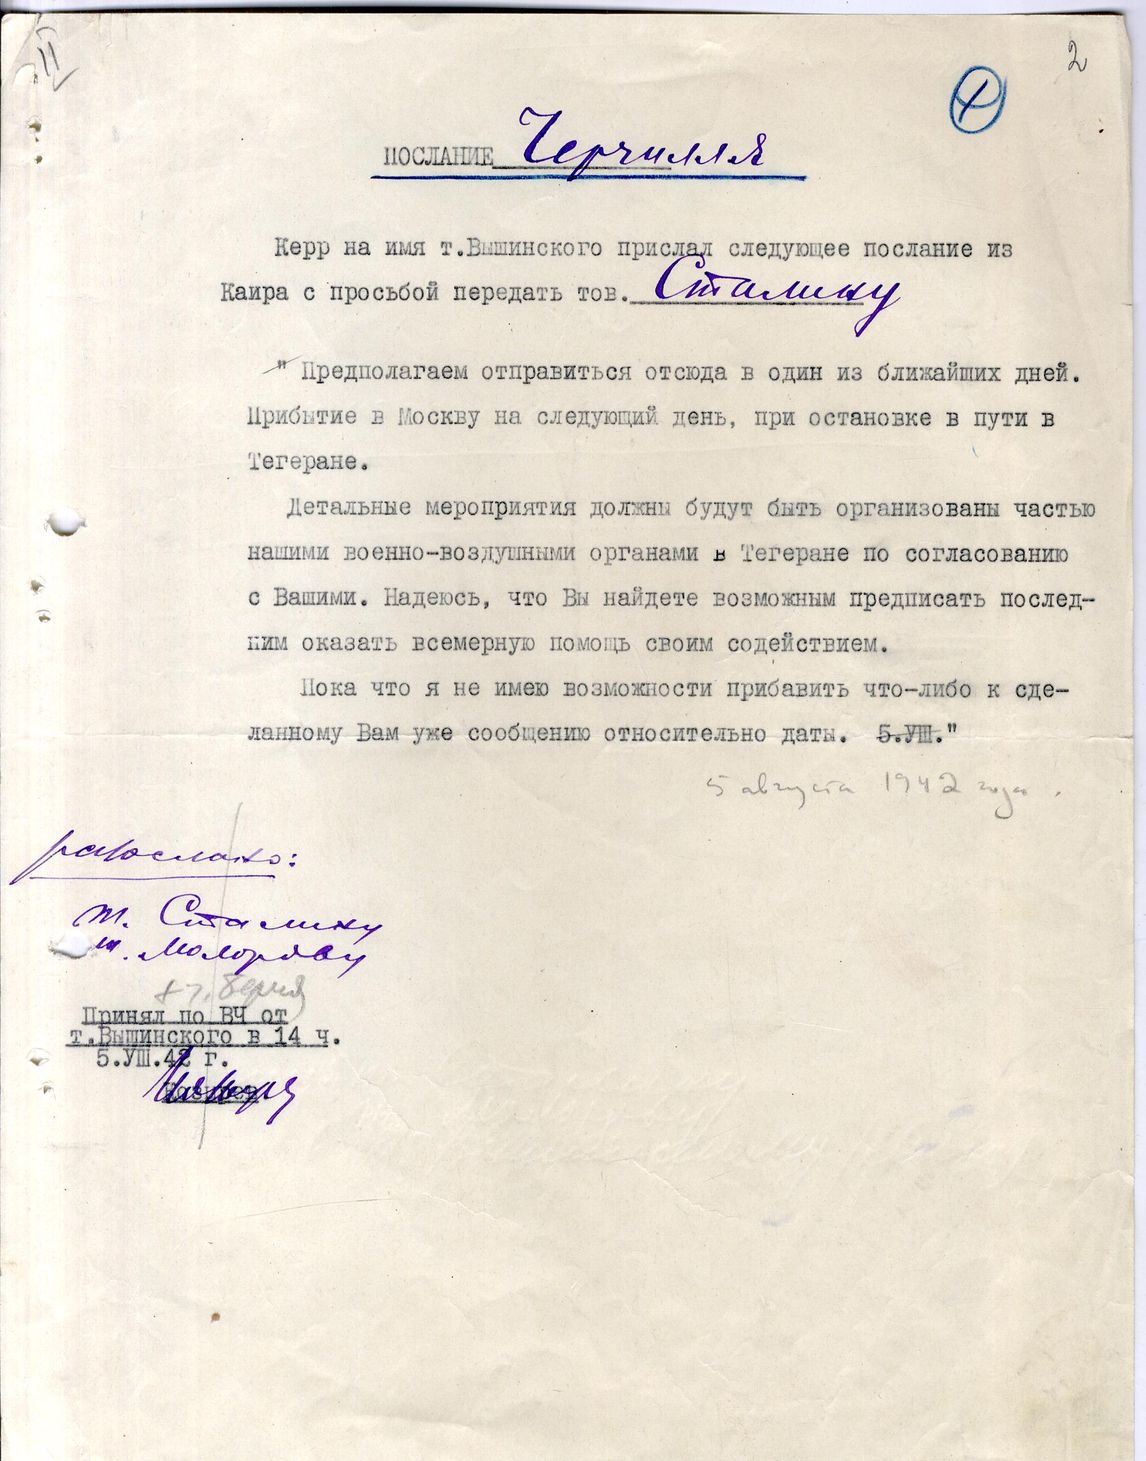 II
2
1
ПОСЛАНИЕ Черчилля
Керр на имя т.Вышинского прислал следующее послание из
Каира с просьбой передать тов. Сталину
" Предполагаем отправиться отсюда в один из ближайших дней.
Прибытие в Москву на следующий день, при остановке в пути в
Тегеране.
Детальные мероприятия должны будут быть организованы частью
нашими военно-воздушными органами в Тегеране по согласованию
с Вашими. Надеюсь, что Вы найдете возможным предписать послед-
ним оказать всемерную помощь своим содействием.
Пока что я не имею возможности прибавить что-либо к сде-
ланному Вам уже сообщению относительно даты. 5.УШ."
5 августа 1942 года.
разослано:
т. Сталину
т. Молотову
+ т. Берия
Принял по ВЧ от
т.Вышинского в 14 ч.
5.УШ.42 г.